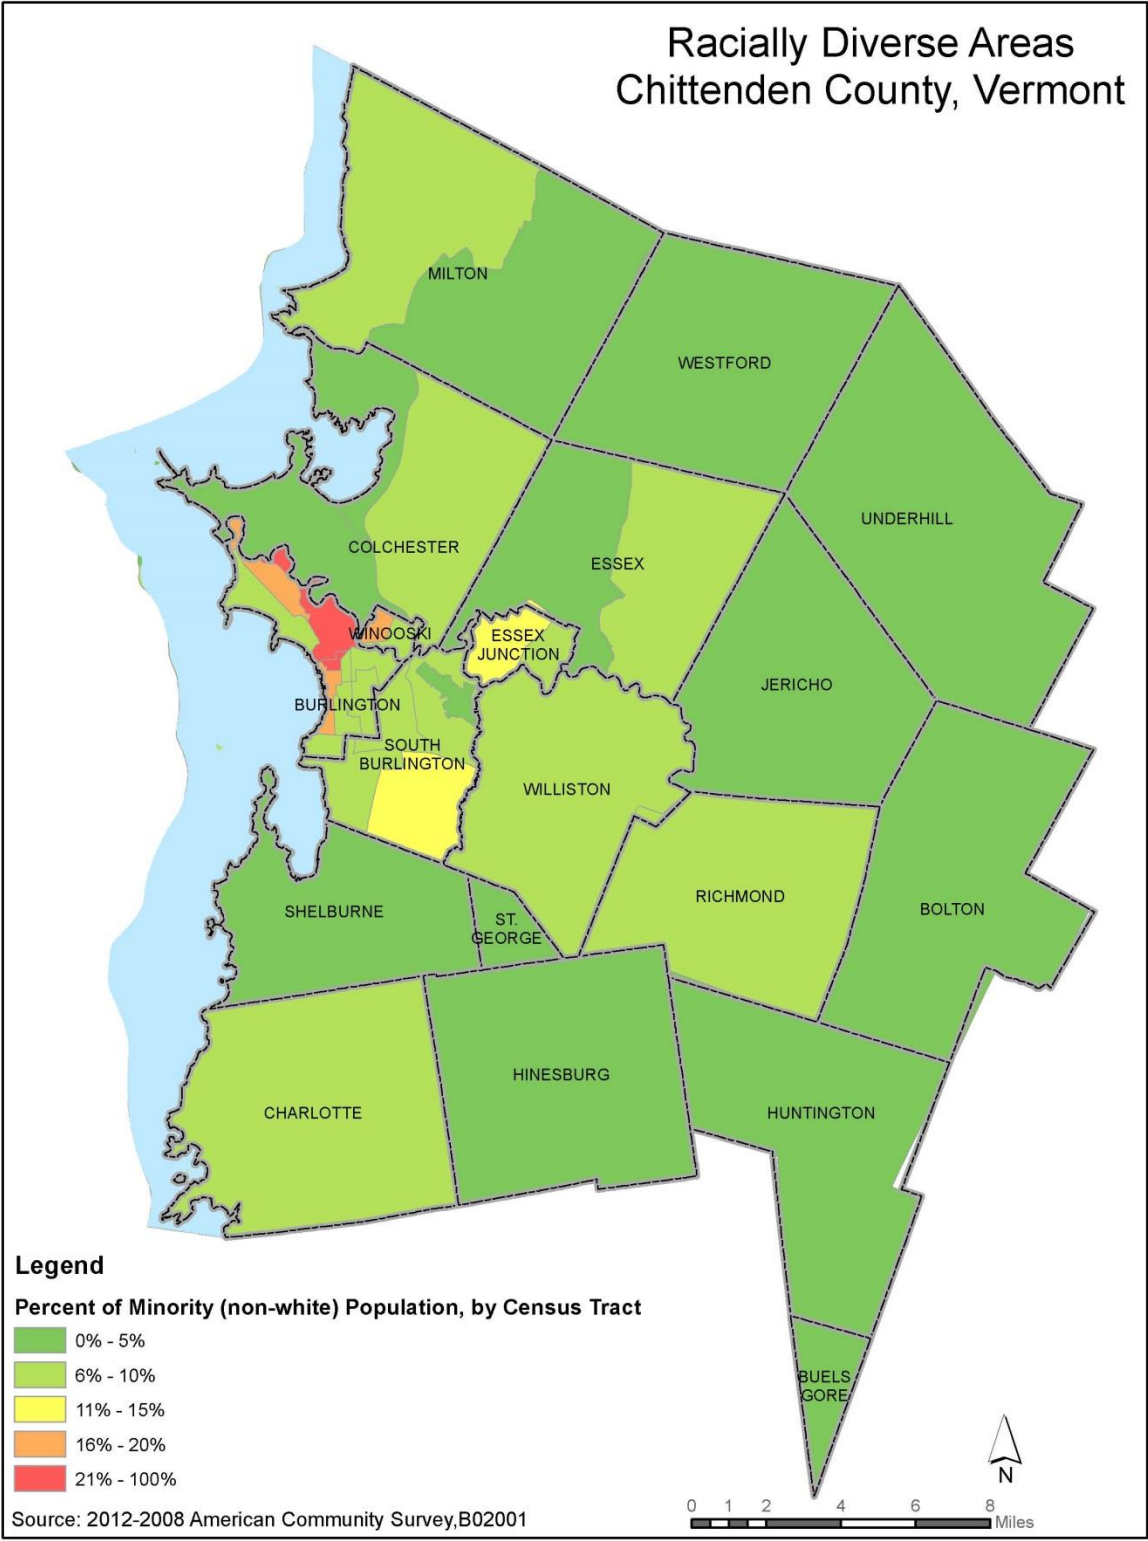 Racially Diverse Areas
Chittenden County, Vermont
MILTON
WESTFORD
UNDERHILL
COLCHESTER
ESSEX
WINOOSKI
ESSEX
JUNCTION
JERICHO
BURLINGTON
SOUTH
BURLINGTON
WILLISTON
RICHMOND
BOLTON
SHELBURNE
ST.
GEORGE
HINESBURG
CHARLOTTE
HUNTINGTON
BUELS
GORE
Legend
Percent of Minority (non-white) Population, by Census Tract
0% - 5%
6% - 10%
11% - 15%
16% - 20%
21% - 100%
Source: 2012-2008 American Community Survey,B02001
N
0 1 2 4 6 8
Miles